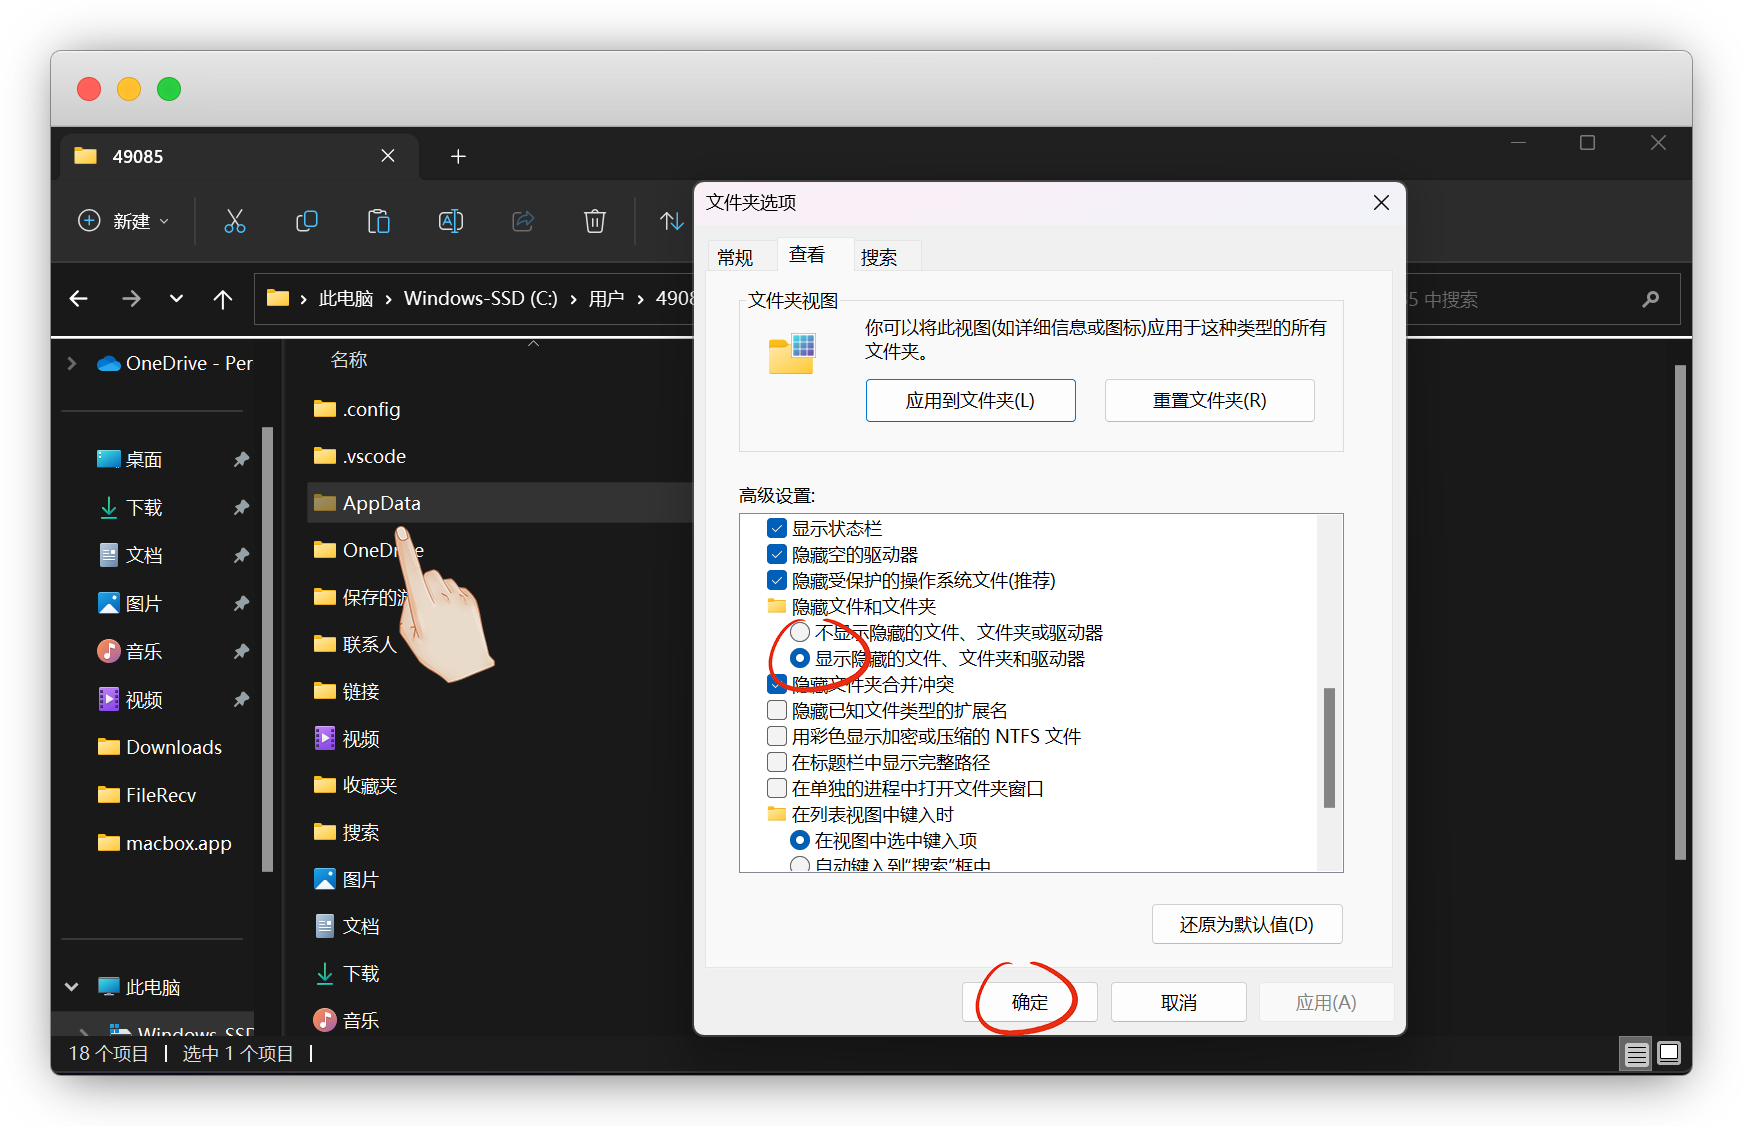 49085
新建
此电脑 Windows-SSD (C:) 用户 4908
5 中搜索
OneDrive - Per
桌面
下载
文档
图片
音乐
视频
Downloads
FileRecv
macbox.app
此电脑
Windows-SSD
名称
.config
.vscode
AppData
OneDrive
保存的游
联系人
链接
视频
收藏夹
搜索
图片
文档
下载
音乐
18 个项目 选中 1 个项目
文件夹选项
常规 查看 搜索
文件夹视图
你可以将此视图(如详细信息或图标)应用于这种类型的所有
文件夹。
应用到文件夹(L) 重置文件夹(R)
高级设置:
显示状态栏
隐藏空的驱动器
隐藏受保护的操作系统文件(推荐)
隐藏文件和文件夹
不显示隐藏的文件、文件夹或驱动器
显示隐藏的文件、文件夹和驱动器
隐藏文件夹合并冲突
隐藏已知文件类型的扩展名
用彩色显示加密或压缩的 NTFS 文件
在标题栏中显示完整路径
在单独的进程中打开文件夹窗口
在列表视图中键入时
在视图中选中键入项
自动键入到“搜索”框中
还原为默认值(D)
确定 取消 应用(A)